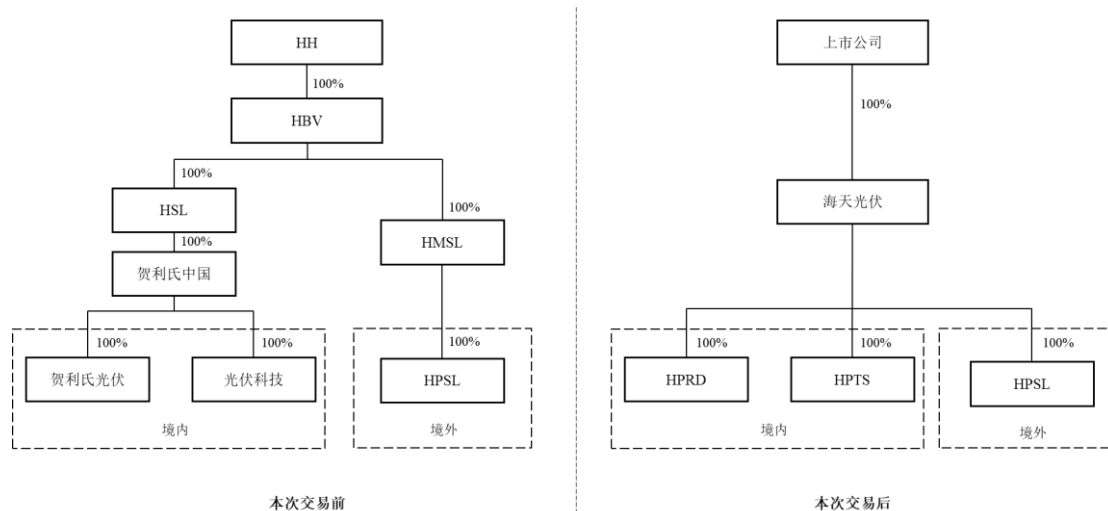 HH
100%
HBV
100%
100%
HSL
100%
HMSL
100%
贺利氏中国
100%
100%
100%
贺利氏光伏
光伏科技
HPSL
境内
境外
本次交易前
上市公司
100%
海天光伏
100%
100%
100%
HPRD
HPTS
HPSL
境内
境外
本次交易后